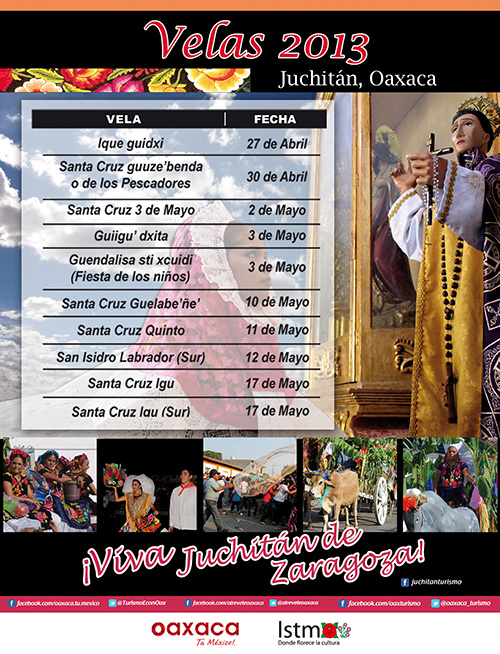 Velas 2013
Juchitán, Oaxaca
VELA | FECHA
Ique guidxi 27 de Abril
Santa Cruz guuze'benda
o de los Pescadores 30 de Abril
Santa Cruz 3 de Mayo 2 de Mayo
Guiigu' dxita 3 de Mayo
Guendalisa sti xcuidi
(Fiesta de los niños) 3 de Mayo
Santa Cruz Guelabe'ñe' 10 de Mayo
Santa Cruz Quinto 11 de Mayo
San Isidro Labrador (Sur) 12 de Mayo
Santa Cruz Igu 17 de Mayo
Santa Cruz Igu (Sur) 17 de Mayo
¡Viva Juchitán de
Zaragoza!
f juchitanturismo
f facebook.com/oaxaca.tu.mexico @TurismoEcomOax f facebook.com/atreveteoaxaca @atreveteoaxaca f facebook.com/oaxturismo @oaxaca_turismo
oaxaca Istmo
Tú México!. Donde florece la cultura